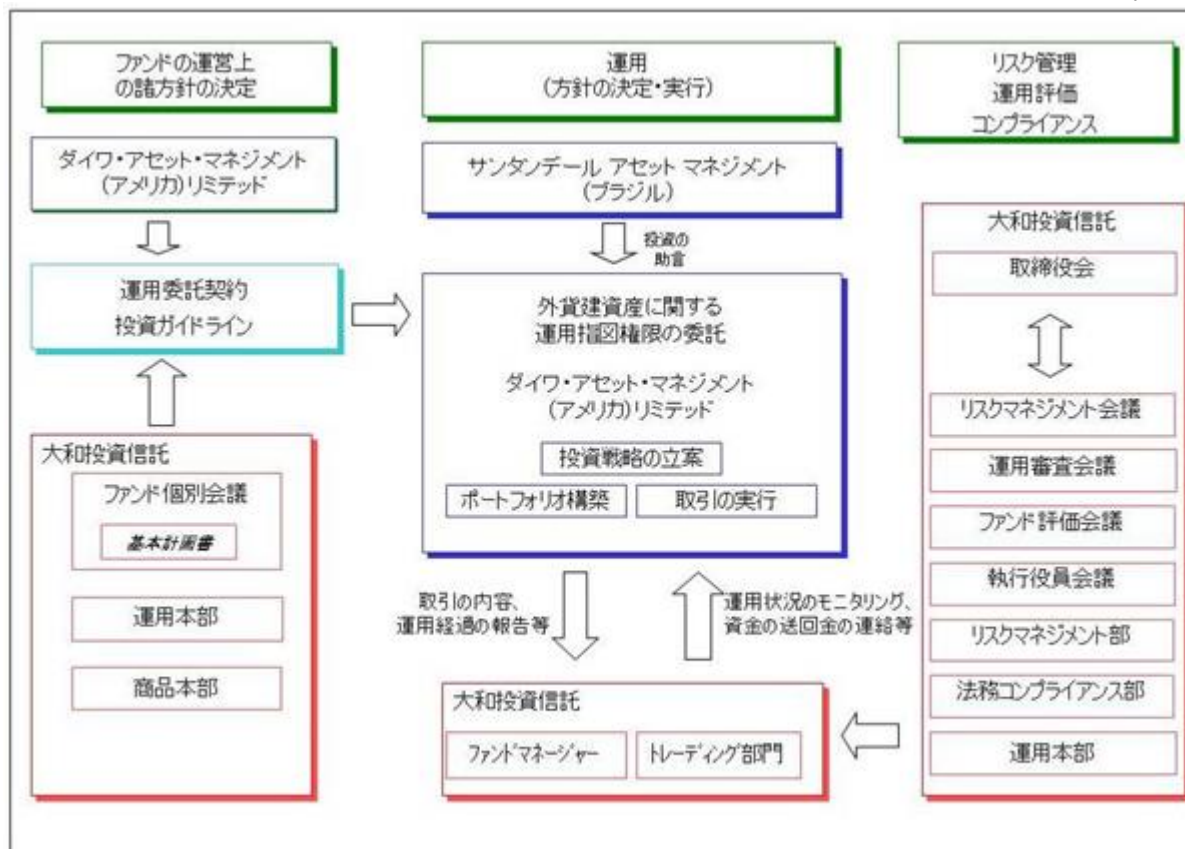 ファンドの運営上
の諸方針の決定
運用
(方針の決定・実行)
リスク管理
運用評価
コンプライアンス
ダイワ・アセット・マネジメント
(アメリカ)リミテッド
サンタンデール アセット マネジメント
(ブラジル)
投資の
助言
運用委託契約
投資ガイドライン
外貨建資産に関する
運用指図権限の委託
ダイワ・アセット・マネジメント
(アメリカ)リミテッド
投資戦略の立案
ポートフォリオ構築
取引の実行
大和投資信託
ファンド個別会議
基本計画書
運用本部
商品本部
取引の内容、
運用経過の報告等
運用状況のモニタリング、
資金の送回金の連絡等
大和投資信託
ファンドマネージャー
トレーディング部門
大和投資信託
取締役会
リスクマネジメント会議
運用審査会議
ファンド評価会議
執行役員会議
リスクマネジメント部
法務コンプライアンス部
運用本部